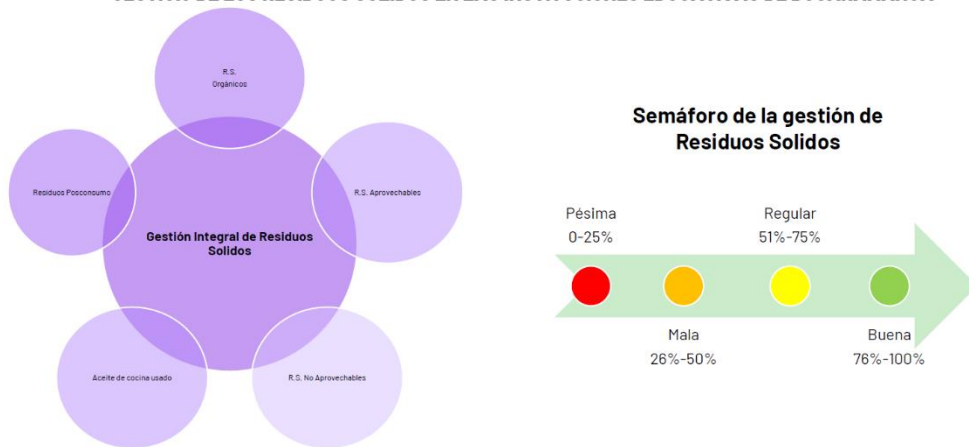 R.S.
Orgánicos
Residuos Posconsumo
R.S. Aprovechables
Gestión Integral de Residuos
Solidos
Aceite de cocina usado
R.S. No Aprovechables
Semáforo de la gestión de
Residuos Solidos
Pésima
0-25%
Regular
51%-75%
Mala
26%-50%
Buena
76%-100%